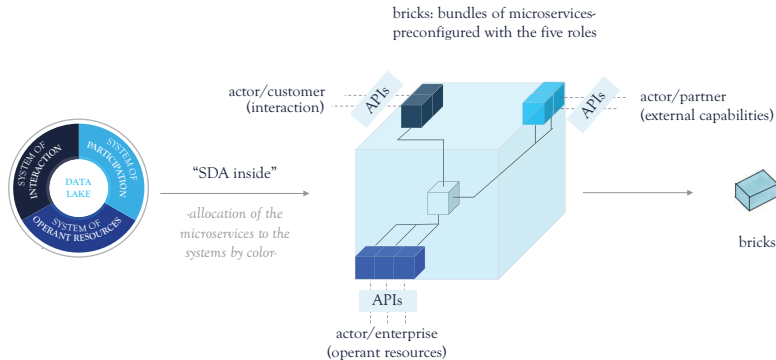 bricks: bundles of microservices-
preconfigured with the five roles
actor/customer
(interaction)
APIs
APIs
actor/partner
(external capabilities)
SYSTEM OF
INTERACTION
SYSTEM OF
PARTICIPATION
DATA
LAKE
SYSTEM OF
OPERANT RESOURCES
“SDA inside”
-allocation of the
microservices to the
systems by color-
bricks
APIs
actor/enterprise
(operant resources)